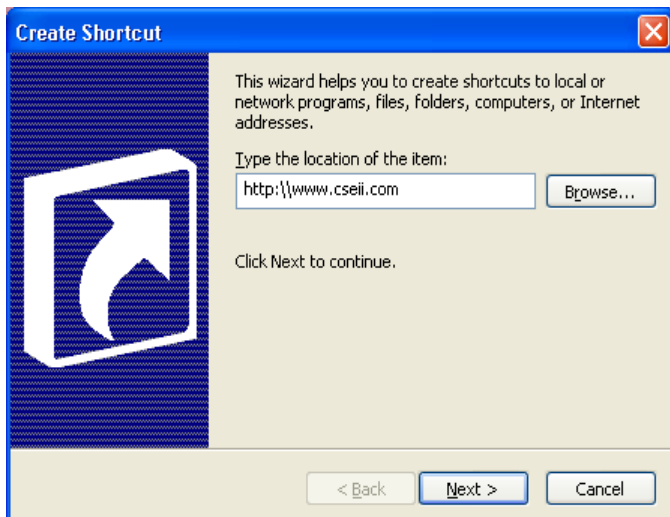 Create Shortcut
This wizard helps you to create shortcuts to local or
network programs, files, folders, computers, or Internet
addresses.
Type the location of the item:
http:\\www.cseii.com
Browse...
Click Next to continue.
< Back
Next >
Cancel